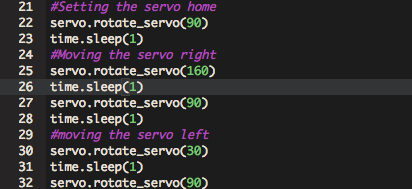 21 #Setting the servo home
22 servo.rotate_servo(90)
23 time.sleep(1)
24 #Moving the servo right
25 servo.rotate_servo(160)
26 time.sleep(1)
27 servo.rotate_servo(90)
28 time.sleep(1)
29 #moving the servo left
30 servo.rotate_servo(30)
31 time.sleep(1)
32 servo.rotate_servo(90)